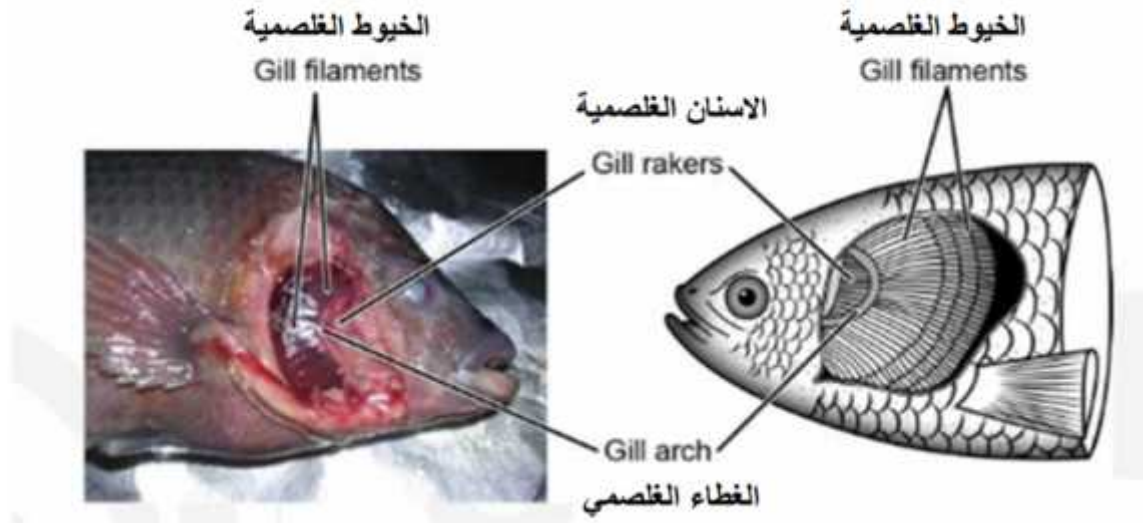 الخيوط الغلصمية
Gill filaments
الخيوط الغلصمية
Gill filaments
الاسنان الغلصمية
Gill rakers
Gill arch
الغطاء الغلصمي